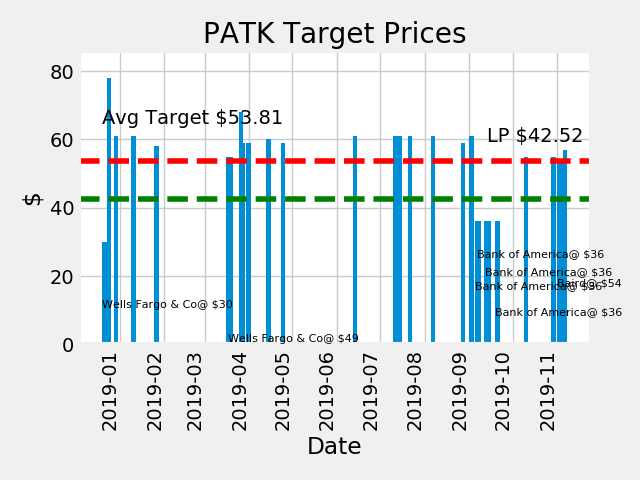 PATK Target Prices
80
Avg Target $53.81
LP $42.52
60
$
40
Bank of America@ $36
Bank of America@ $36
20
Bank of America@ $36
Baird@ $54
Wells Fargo & Co@ $30
Bank of America@ $36
Wells Fargo & Co@ $49
0
2019-01
2019-02
2019-03
2019-04
2019-05
2019-06
2019-07
2019-08
2019-09
2019-10
2019-11
Date